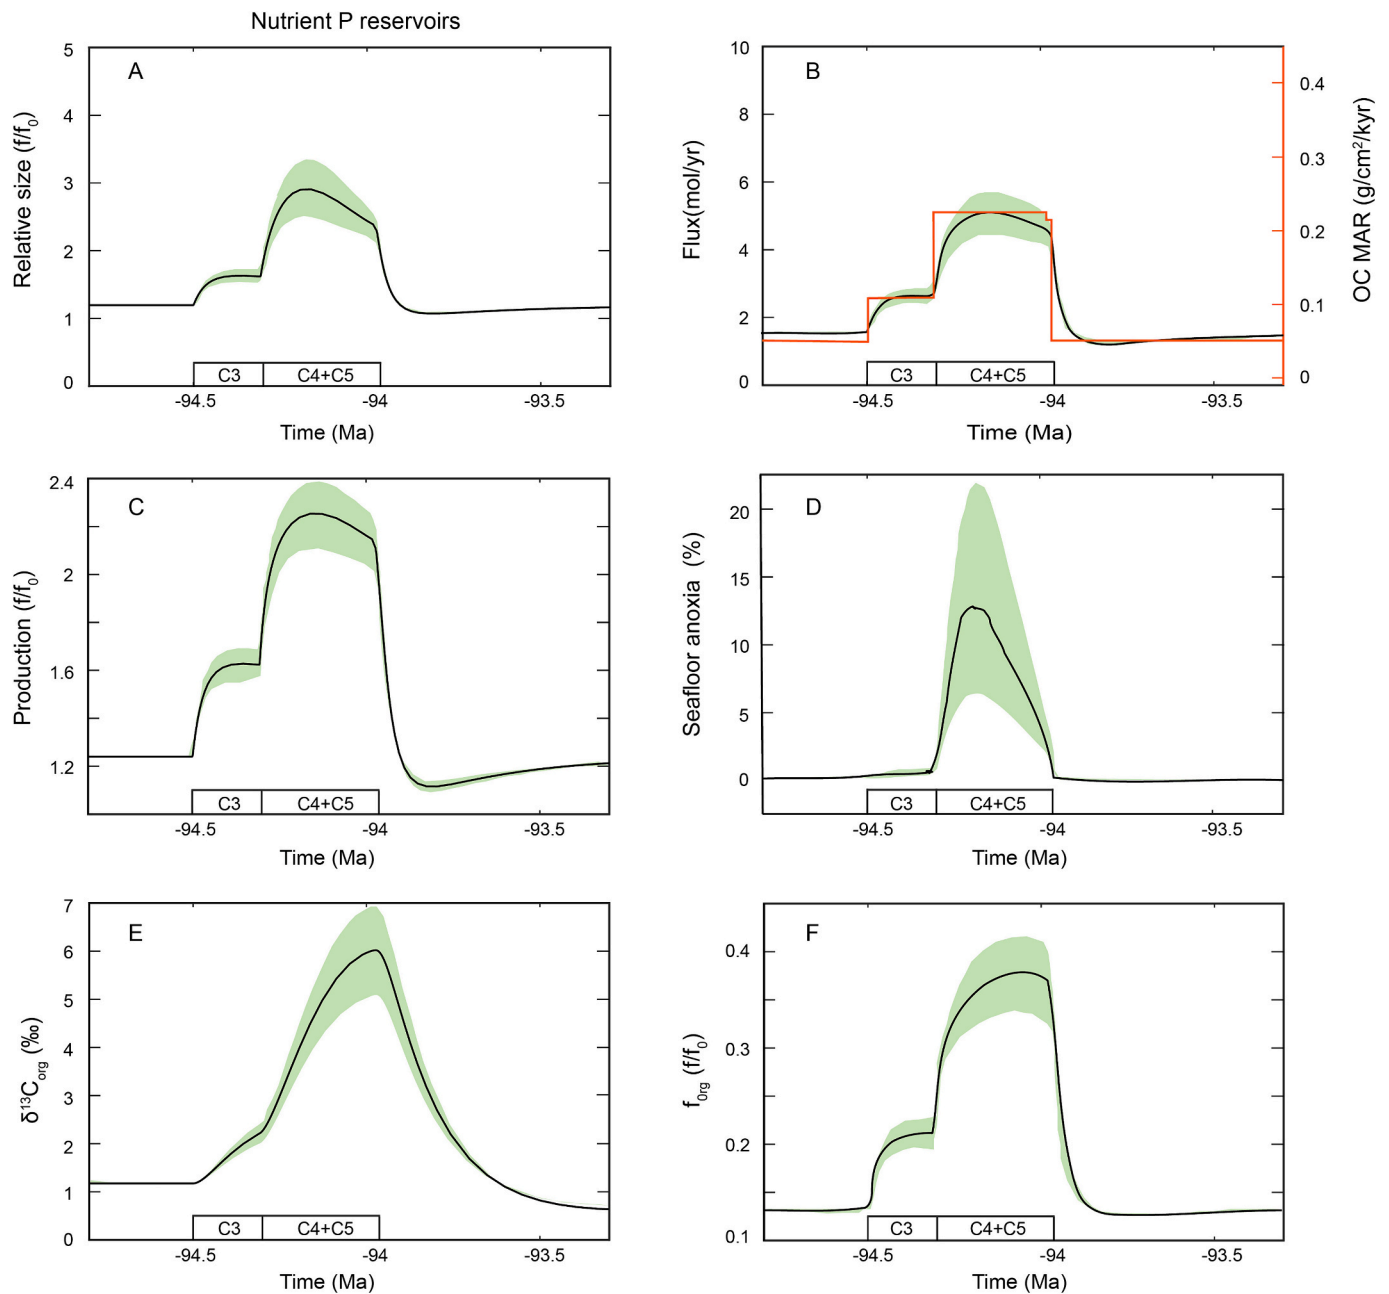 Nutrient P reservoirs
A
Relative size (f/f₀)
5
4
3
2
1
0
C3
C4+C5
-94.5
-94
-93.5
Time (Ma)
B
Flux(mol/yr)
10
8
6
4
2
0
OC MAR (g/cm²/kyr)
0.4
0.3
0.2
0.1
0
C3
C4+C5
-94.5
-94
-93.5
Time (Ma)
C
Production (f/f₀)
2.4
2
1.6
1.2
C3
C4+C5
-94.5
-94
-93.5
Time (Ma)
D
Seafloor anoxia (%)
20
15
10
5
0
C3
C4+C5
-94.5
-94
-93.5
Time (Ma)
E
δ¹³C_org (‰)
7
6
5
4
3
2
1
0
C3
C4+C5
-94.5
-94
-93.5
Time (Ma)
F
f_0rg (f/f₀)
0.4
0.3
0.2
0.1
C3
C4+C5
-94.5
-94
-93.5
Time (Ma)